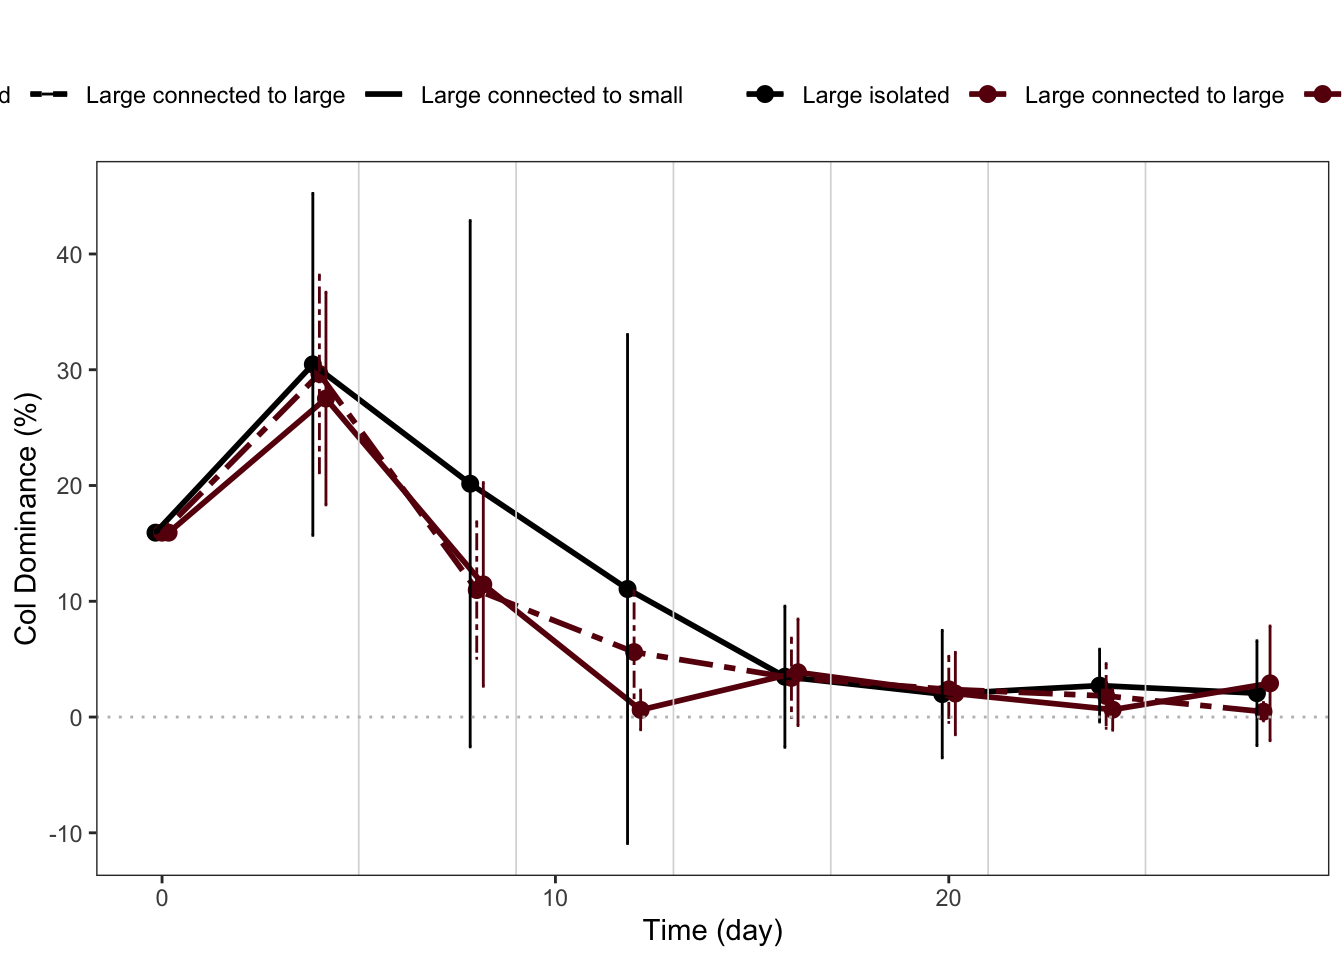 d Large connected to large Large connected to small Large isolated Large connected to large
Col Dominance (%)
40
30
20
10
0
-10
0 10 20
Time (day)